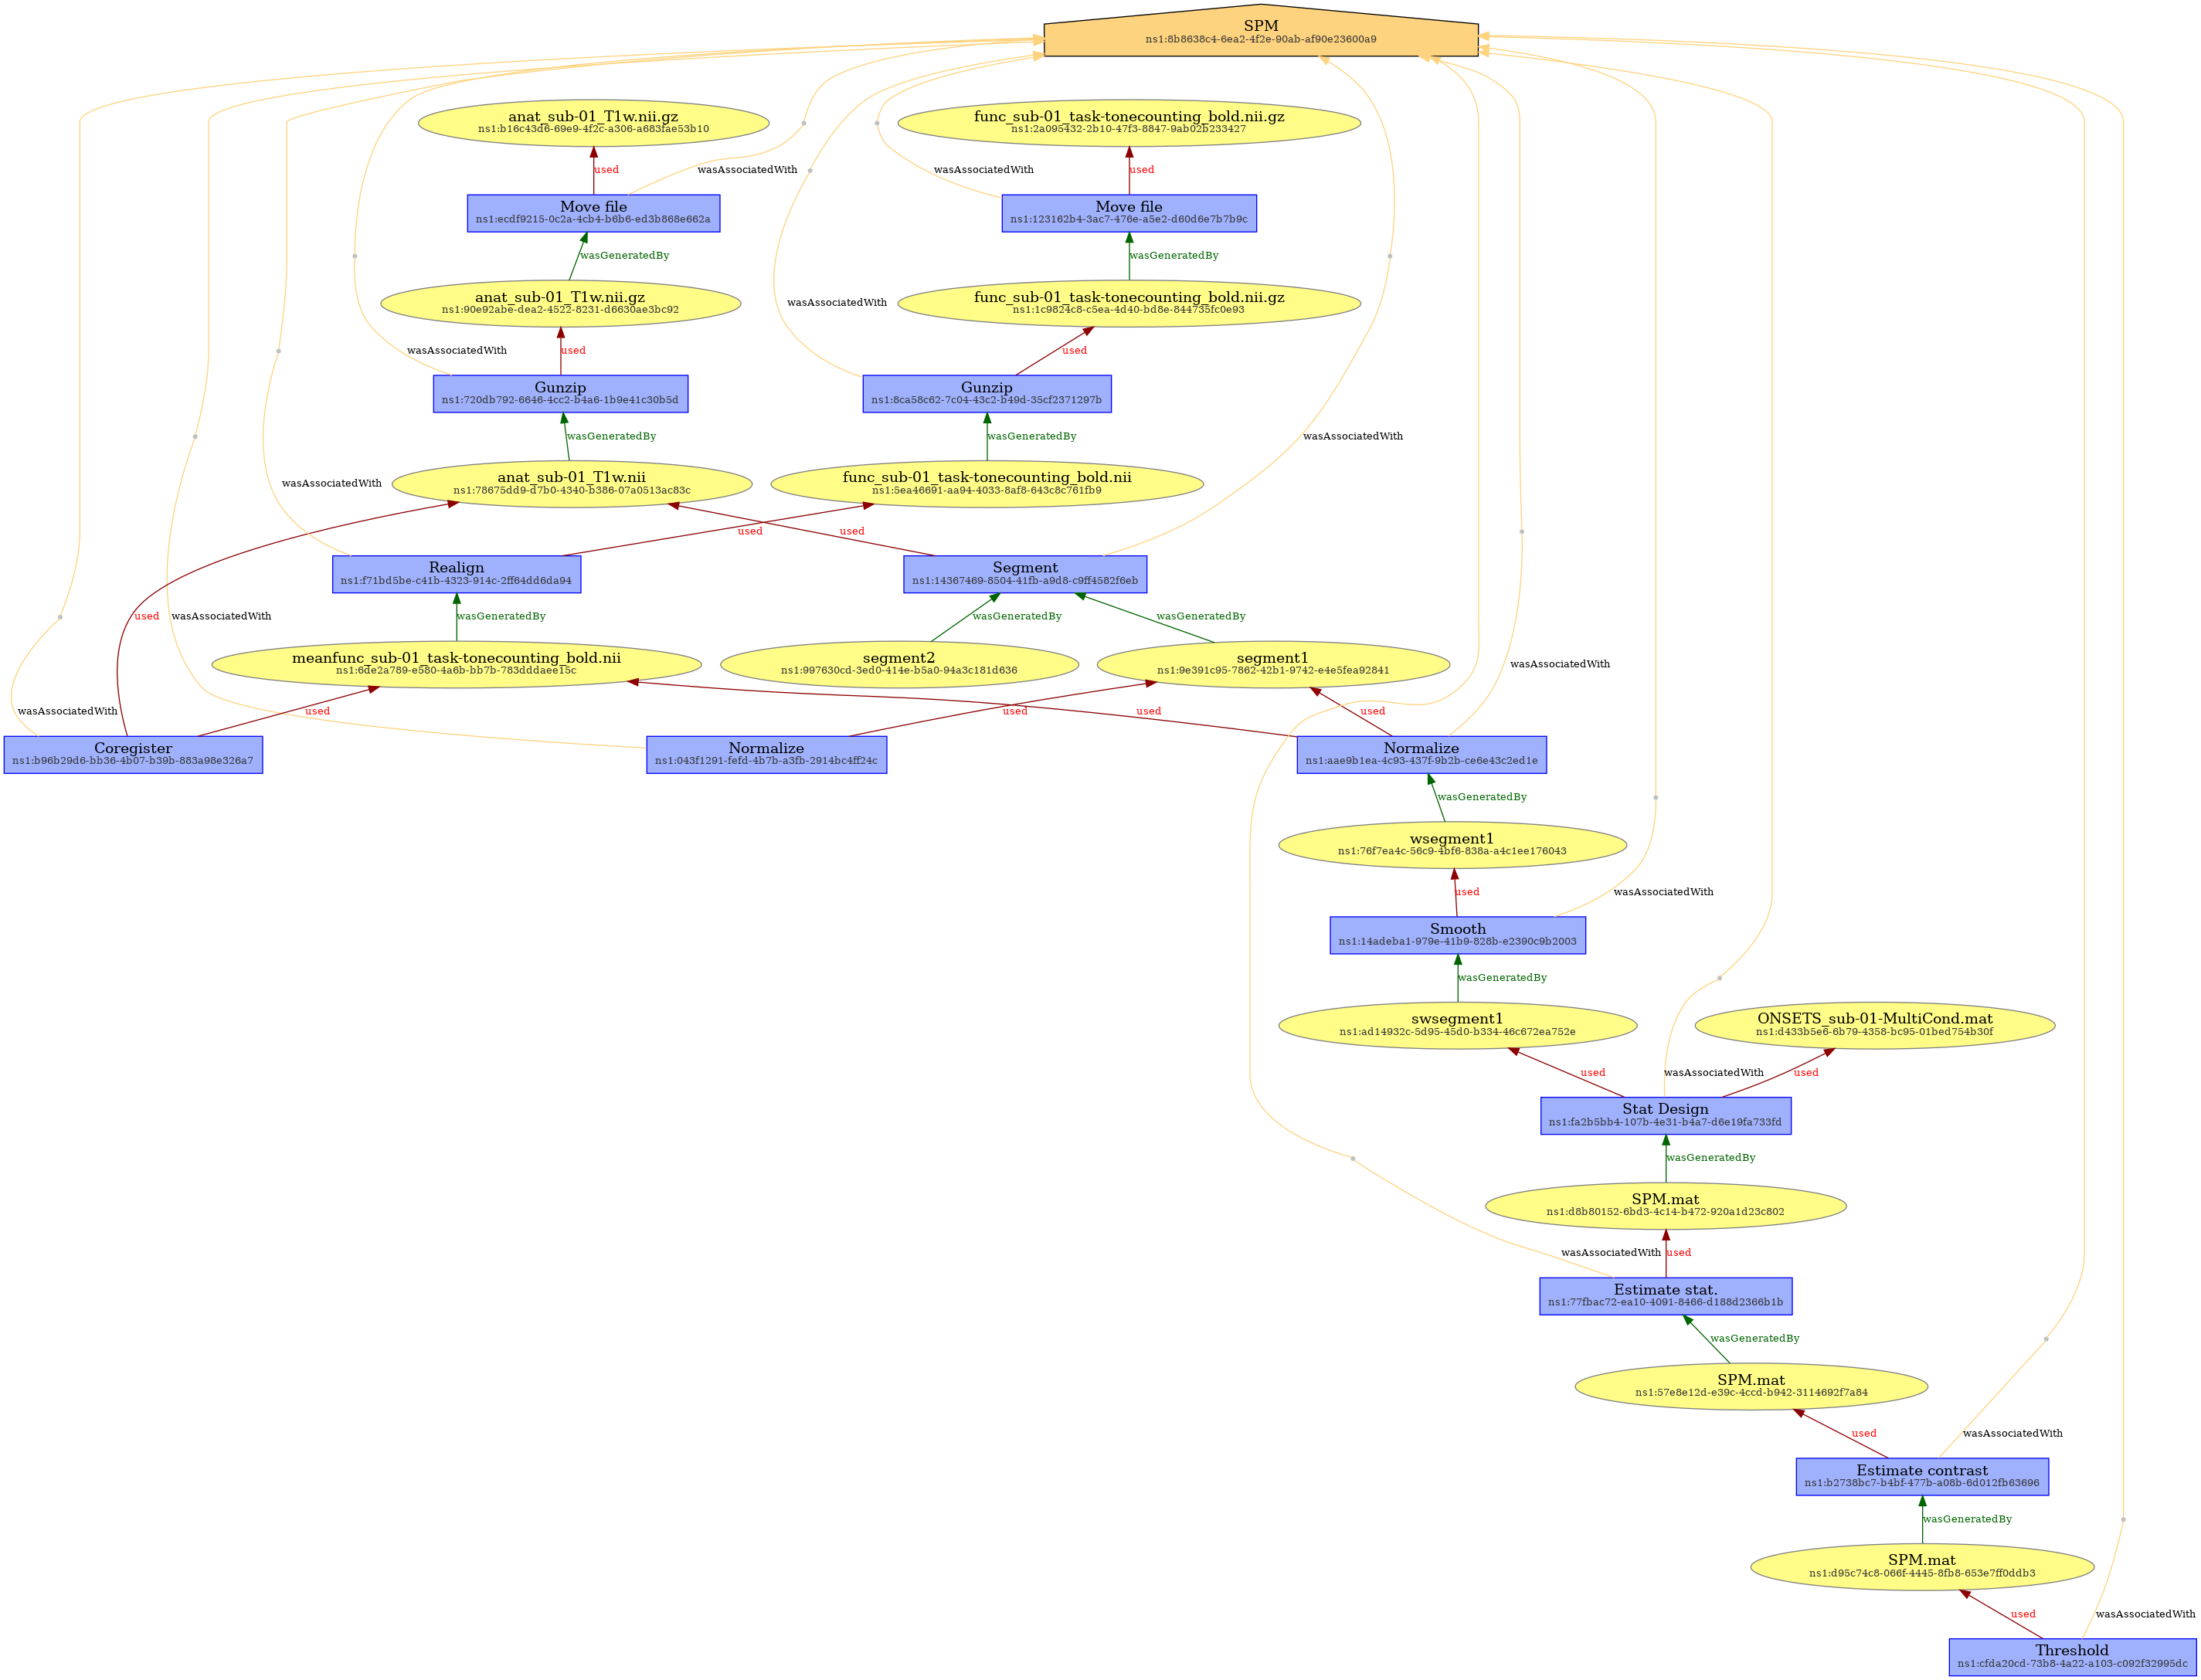 SPM
ns1:8b8638c4-6ea2-4f2e-90ab-af90e23600a9
anat_sub-01_T1w.nii.gz
ns1:b16c43d6-69e9-4f2c-a306-a683fae53b10
func_sub-01_task-tonecounting_bold.nii.gz
ns1:2a095432-2b10-47f3-8847-9ab02b233427
used
wasAssociatedWith
wasAssociatedWith
used
Move file
ns1:ecdf9215-0c2a-4cb4-b6b6-ed3b868e662a
Move file
ns1:123162b4-3ac7-476e-a5e2-d60d6e7b7b9c
wasGeneratedBy
wasGeneratedBy
anat_sub-01_T1w.nii.gz
ns1:90e92abe-dea2-4522-8231-d6630ae3bc92
wasAssociatedWith
func_sub-01_task-tonecounting_bold.nii.gz
ns1:1c9824c8-c5ea-4d40-bd8e-844735fc0e93
wasAssociatedWith
used
used
Gunzip
ns1:720db792-6646-4cc2-b4a6-1b9e41c30b5d
Gunzip
ns1:8ca58c62-7c04-43c2-b49d-35cf2371297b
wasGeneratedBy
wasGeneratedBy
wasAssociatedWith
wasAssociatedWith
anat_sub-01_T1w.nii
ns1:78675dd9-d7b0-4340-b386-07a0513ac83c
func_sub-01_task-tonecounting_bold.nii
ns1:5ea46691-aa94-4033-8af8-643c8c761fb9
used
used
Realign
ns1:f71bd5be-c41b-4323-914c-2ff64dd6da94
Segment
ns1:14367469-8504-41fb-a9d8-c9ff4582f6eb
used
wasAssociatedWith
wasGeneratedBy
wasGeneratedBy
wasGeneratedBy
meanfunc_sub-01_task-tonecounting_bold.nii
ns1:6de2a789-e580-4a6b-bb7b-783dddaee15c
segment2
ns1:997630cd-3ed0-414e-b5a0-94a3c181d636
segment1
ns1:9e391c95-7862-42b1-9742-e4e5fea92841
wasAssociatedWith
wasAssociatedWith
used
used
used
used
Coregister
ns1:b96b29d6-bb36-4b07-b39b-883a98e326a7
Normalize
ns1:043f1291-fefd-4b7b-a3fb-2914bc4ff24c
Normalize
ns1:aae9b1ea-4c93-437f-9b2b-ce6e43c2ed1e
wasGeneratedBy
wsegment1
ns1:76f7ea4c-56c9-4bf6-838a-a4c1ee176043
used
wasAssociatedWith
Smooth
ns1:14adeba1-979e-41b9-828b-e2390c9b2003
wasGeneratedBy
swsegment1
ns1:ad14932c-5d95-45d0-b334-46c672ea752e
ONSETS_sub-01-MultiCond.mat
ns1:d433b5e6-6b79-4358-bc95-01bed754b30f
used
wasAssociatedWith
used
Stat Design
ns1:fa2b5bb4-107b-4e31-b4a7-d6e19fa733fd
wasGeneratedBy
SPM.mat
ns1:d8b80152-6bd3-4c14-b472-920a1d23c802
wasAssociatedWith
used
Estimate stat.
ns1:77fbac72-ea10-4091-8466-d188d2366b1b
wasGeneratedBy
SPM.mat
ns1:57e8e12d-e39c-4ccd-b942-3114692f7a84
used
wasAssociatedWith
Estimate contrast
ns1:b2738bc7-b4bf-477b-a08b-6d012fb63696
wasGeneratedBy
SPM.mat
ns1:d95c74c8-066f-4445-8fb8-653e7ff0ddb3
used
wasAssociatedWith
Threshold
ns1:cfda20cd-73b8-4a22-a103-c092f32995dc